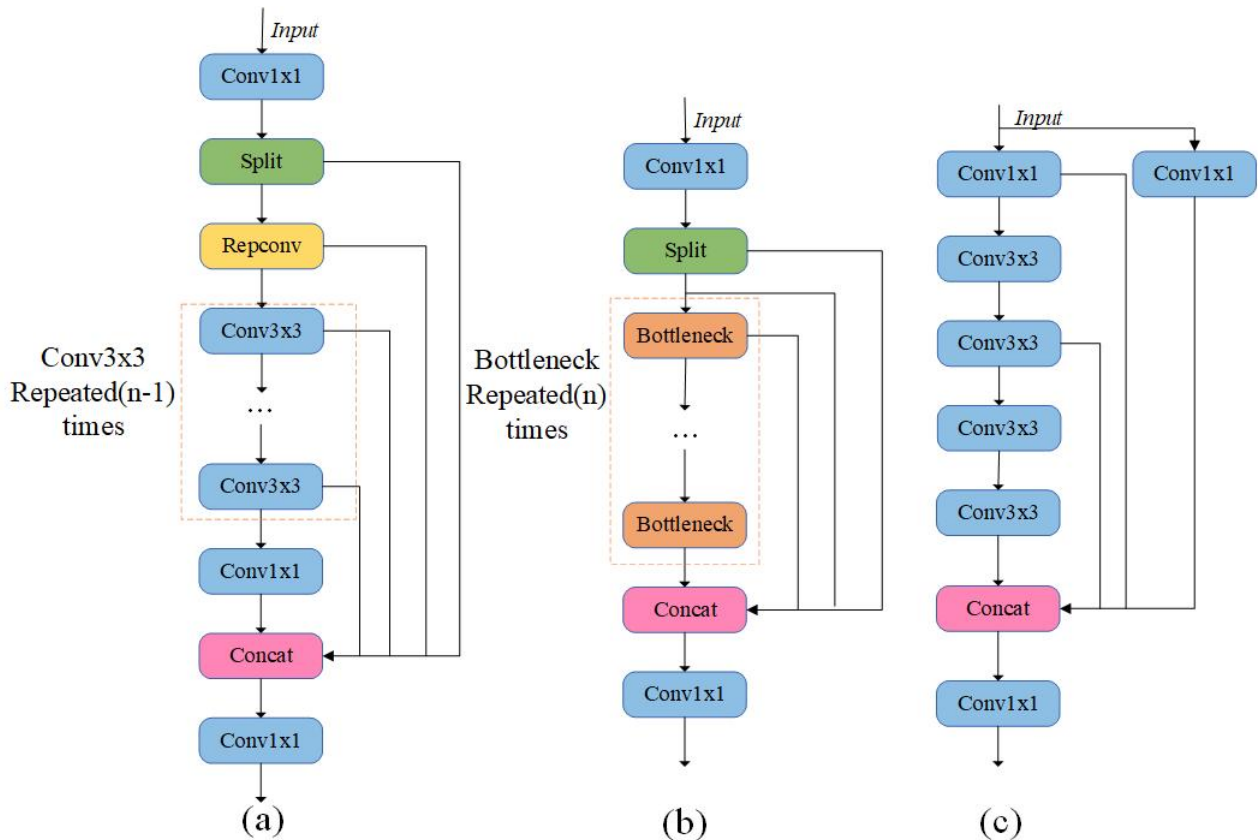 Input
Conv1x1
Split
Repconv
Conv3x3
Repeated(n-1)
times
Conv3x3
...
Conv3x3
Conv1x1
Concat
Conv1x1
(a)
Input
Conv1x1
Split
Bottleneck
Repeated(n)
times
Bottleneck
...
Bottleneck
Concat
Conv1x1
(b)
Input
Conv1x1
Conv1x1
Conv3x3
Conv3x3
Conv3x3
Conv3x3
Concat
Conv1x1
(c)